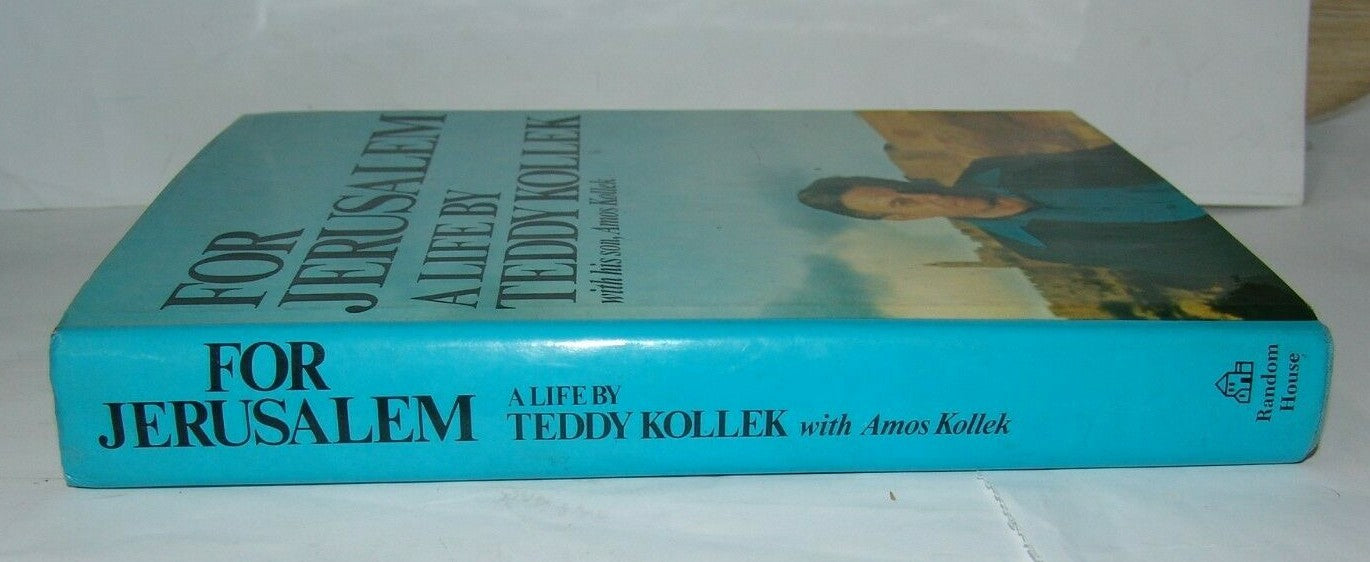 FOR
JERUSALEM
A LIFE BY
TEDDY KOLLEK
with his son, Amos Kollek
FOR
JERUSALEM
A LIFE BY
TEDDY KOLLEK with Amos Kollek
Random
House